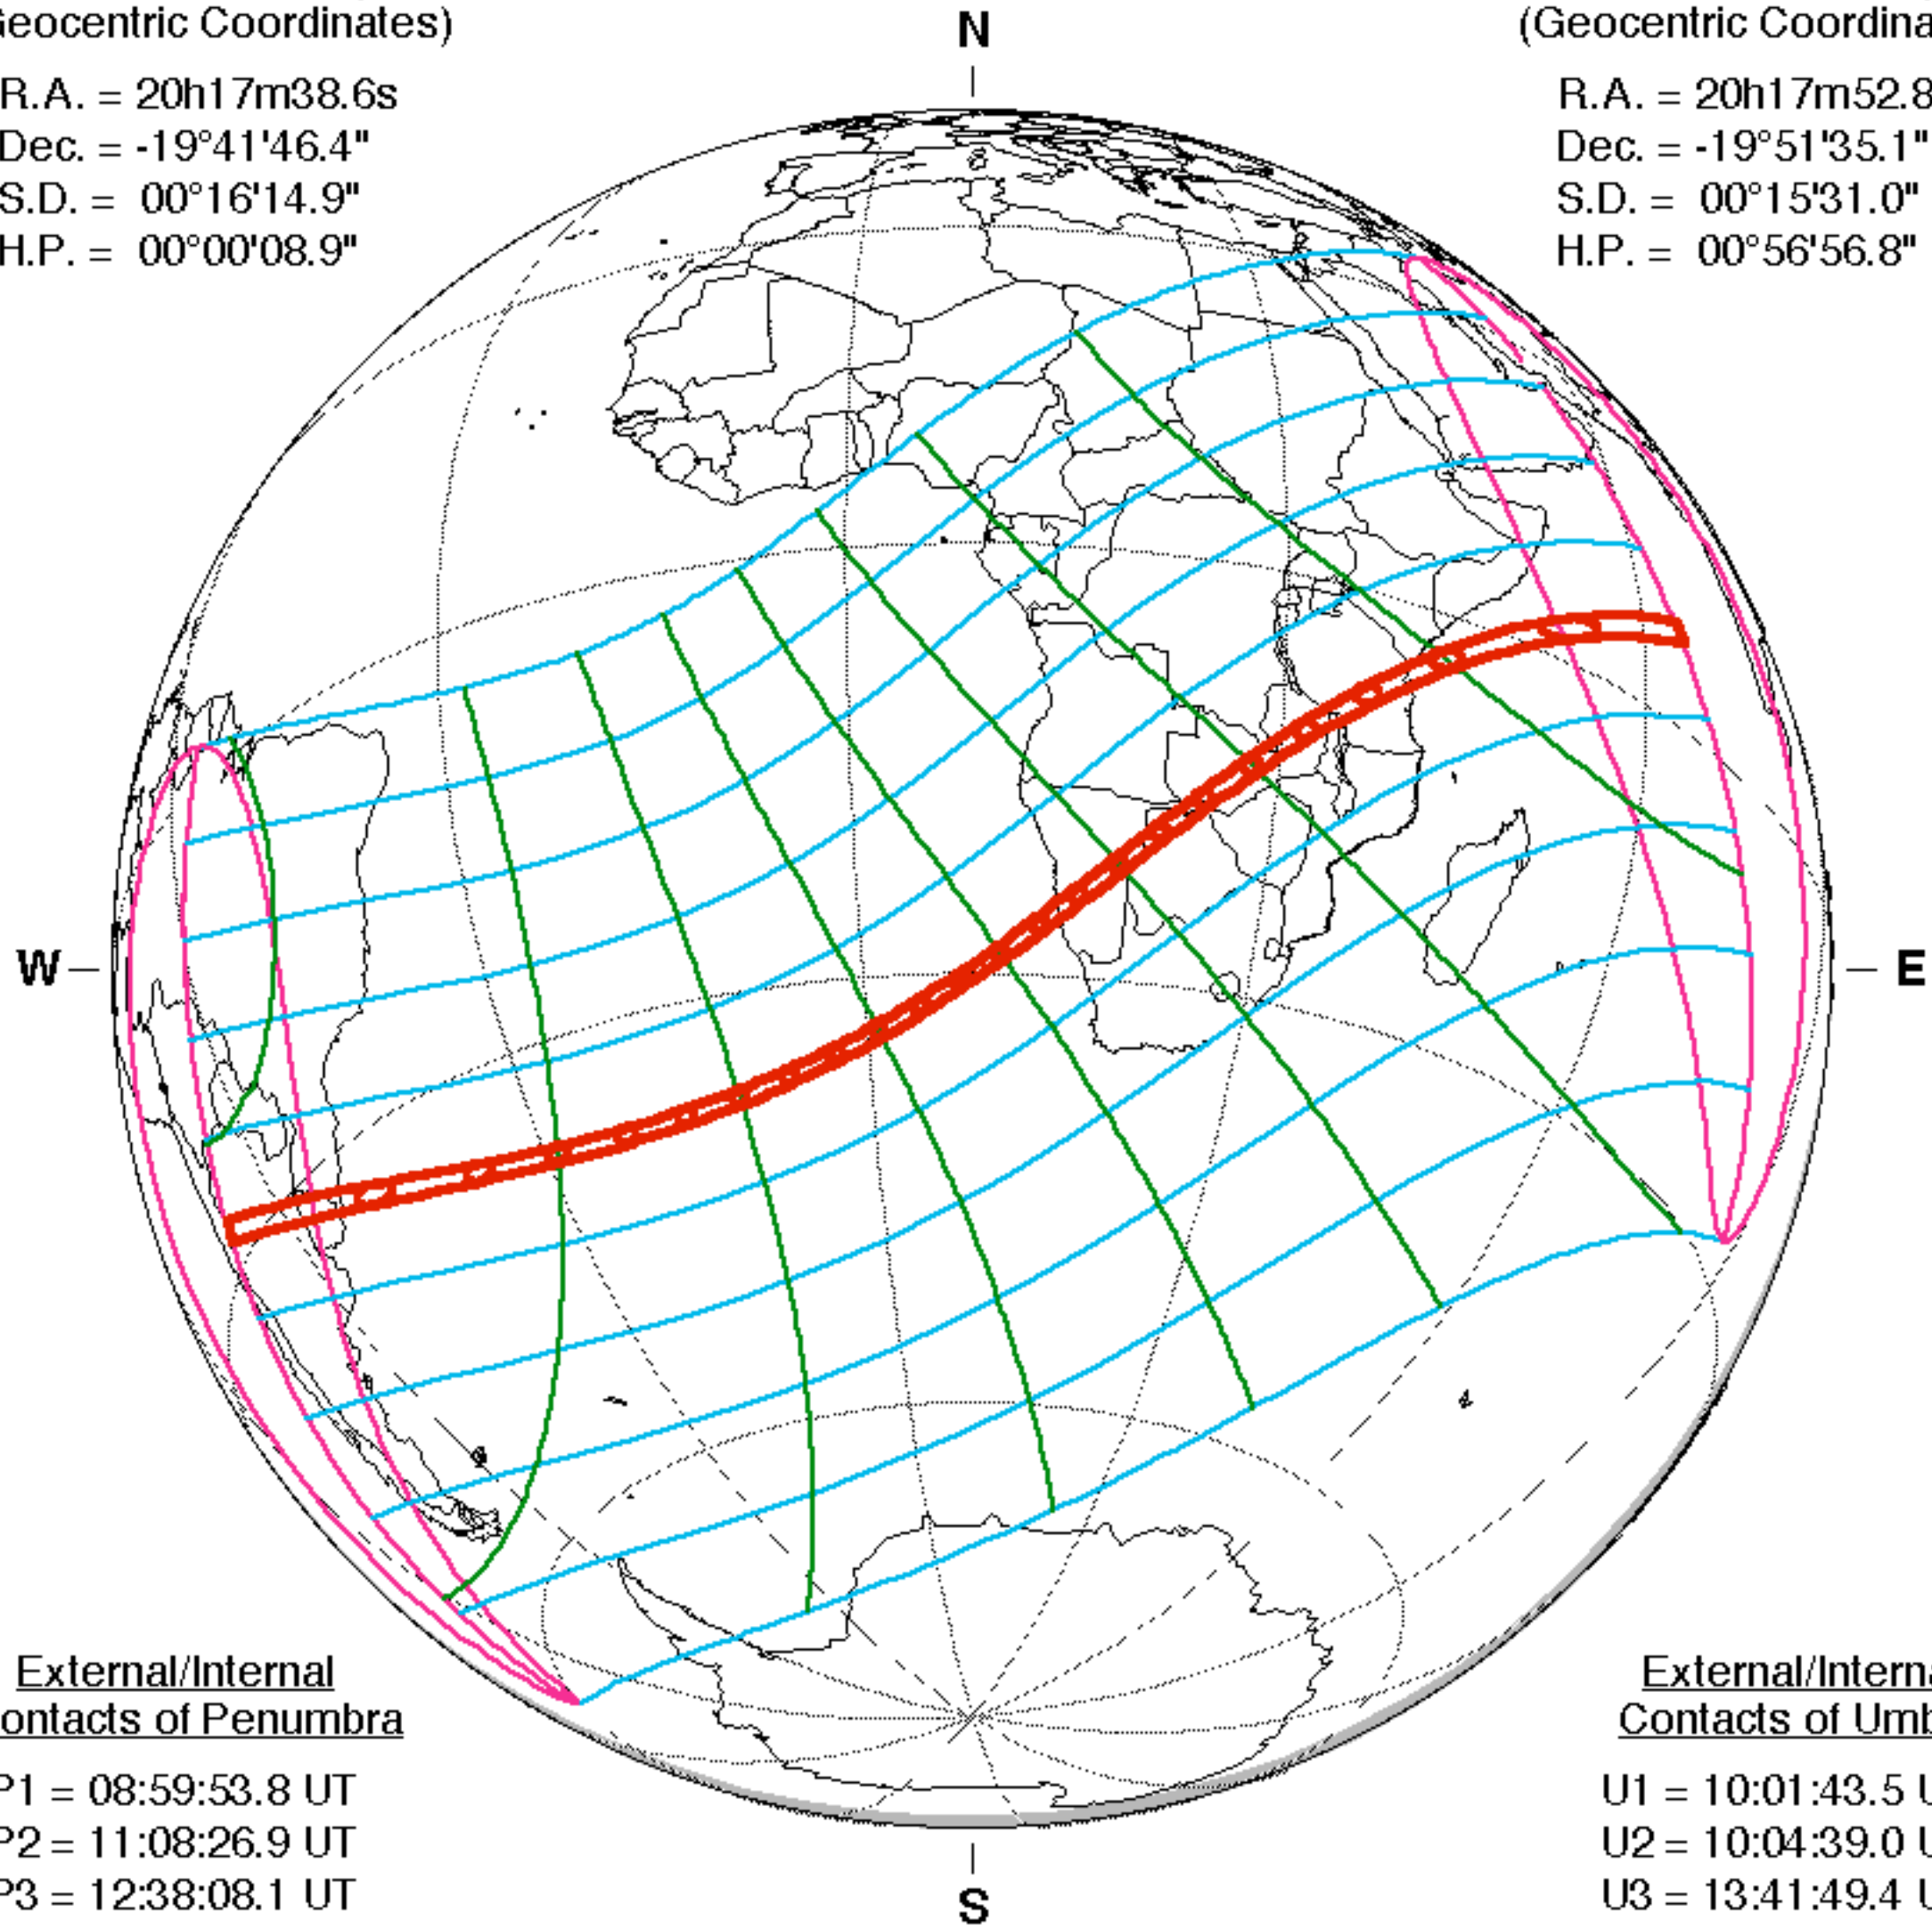 eocentric Coordinates)
R.A. = 20h17m38.6s
Dec. = -19°41'46.4"
S.D. = 00°16'14.9"
H.P. = 00°00'08.9"
N
(Geocentric Coordina
R.A. = 20h17m52.8
Dec. = -19°51'35.1"
S.D. = 00°15'31.0"
H.P. = 00°56'56.8"
W
E
External/Internal
ontacts of Penumbra
P1 = 08:59:53.8 UT
P2 = 11:08:26.9 UT
P3 = 12:38:08.1 UT
S
External/Interna
Contacts of Umb
U1 = 10:01:43.5 U
U2 = 10:04:39.0 U
U3 = 13:41:49.4 U